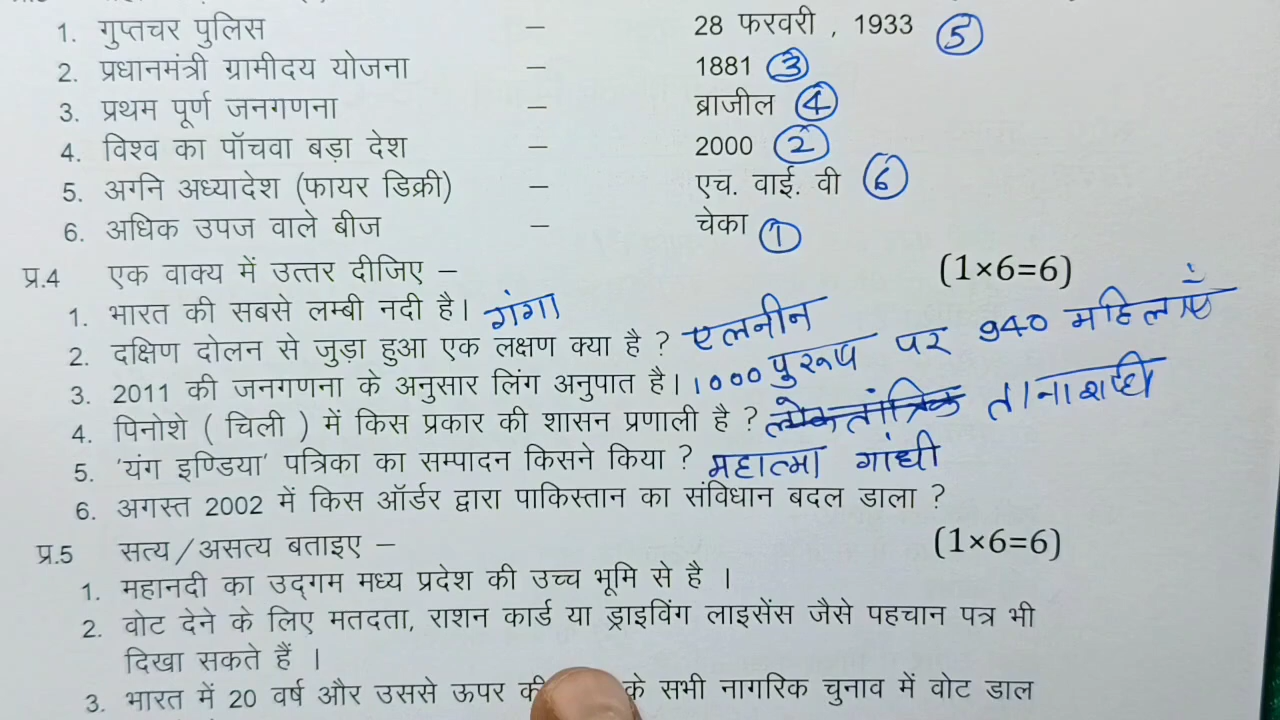 1. गुप्तचर पुलिस – 28 फरवरी , 1933 5
2. प्रधानमंत्री ग्रामीदय योजना – 1881 3
3. प्रथम पूर्ण जनगणना – ब्राजील 4
4. विश्व का पॉचवा बड़ा देश – 2000 2
5. अग्नि अध्यादेश (फायर डिक्री) – एच. वाई. वी 6
6. अधिक उपज वाले बीज – चेका 1
प्र.4 एक वाक्य में उत्तर दीजिए – (1×6=6)
1. भारत की सबसे लम्बी नदी है। गंगा
2. दक्षिण दोलन से जुड़ा हुआ एक लक्षण क्या है ? एलनीन
3. 2011 की जनगणना के अनुसार लिंग अनुपात है। 1000 पुरूष पर 940 महिलाएँ
4. पिनोशे ( चिली ) में किस प्रकार की शासन प्रणाली है ? लोकतांत्रिक तानाशाही
5. 'यंग इण्डिया' पत्रिका का सम्पादन किसने किया ? महात्मा गांधी
6. अगस्त 2002 में किस ऑर्डर द्वारा पाकिस्तान का संविधान बदल डाला ?
प्र.5 सत्य/असत्य बताइए – (1×6=6)
1. महानदी का उद्गम मध्य प्रदेश की उच्च भूमि से है ।
2. वोट देने के लिए मतदता, राशन कार्ड या ड्राइविंग लाइसेंस जैसे पहचान पत्र भी
दिखा सकते हैं ।
3. भारत में 20 वर्ष और उससे ऊपर की के सभी नागरिक चुनाव में वोट डाल